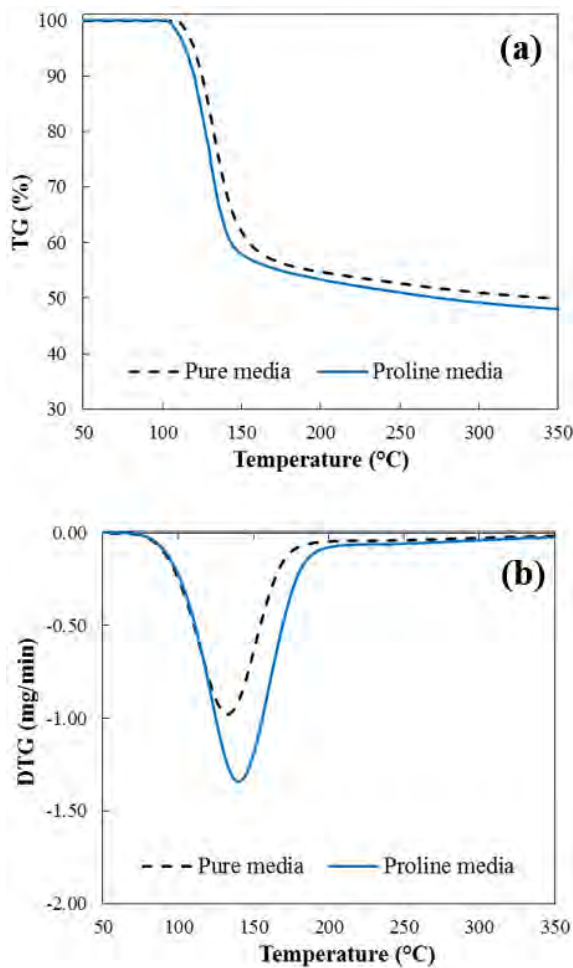 (a)
100
90
80
70
60
50
40
30
TG (%)
Pure media
Proline media
50
100
150
200
250
300
350
Temperature (°C)
(b)
0.00
-0.50
-1.00
-1.50
-2.00
DTG (mg/min)
Pure media
Proline media
50
100
150
200
250
300
350
Temperature (°C)